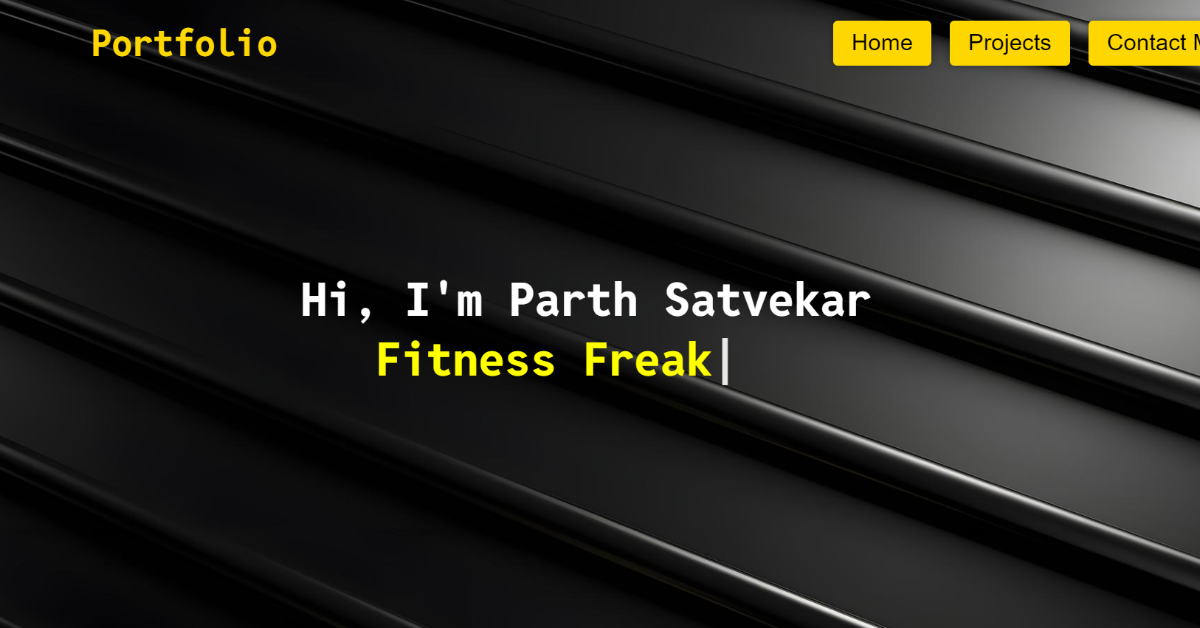 Portfolio
Home
Projects
Contact
Hi, I'm Parth Satvekar
Fitness Freak|